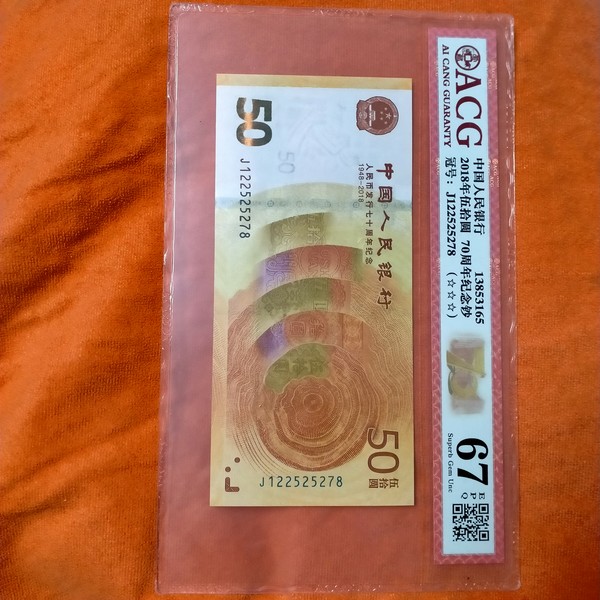 ACG
AI CANG GUARANTY
中国人民银行 13853165
2018年伍拾圆 70周年纪念钞
冠号：J122525278 (☆☆☆)
67
EPQ
Superb Gem Unc
50
J122525278
50
中国人民银行
人民币发行七十周年纪念
1948-2018
50
伍拾圆
J122525278